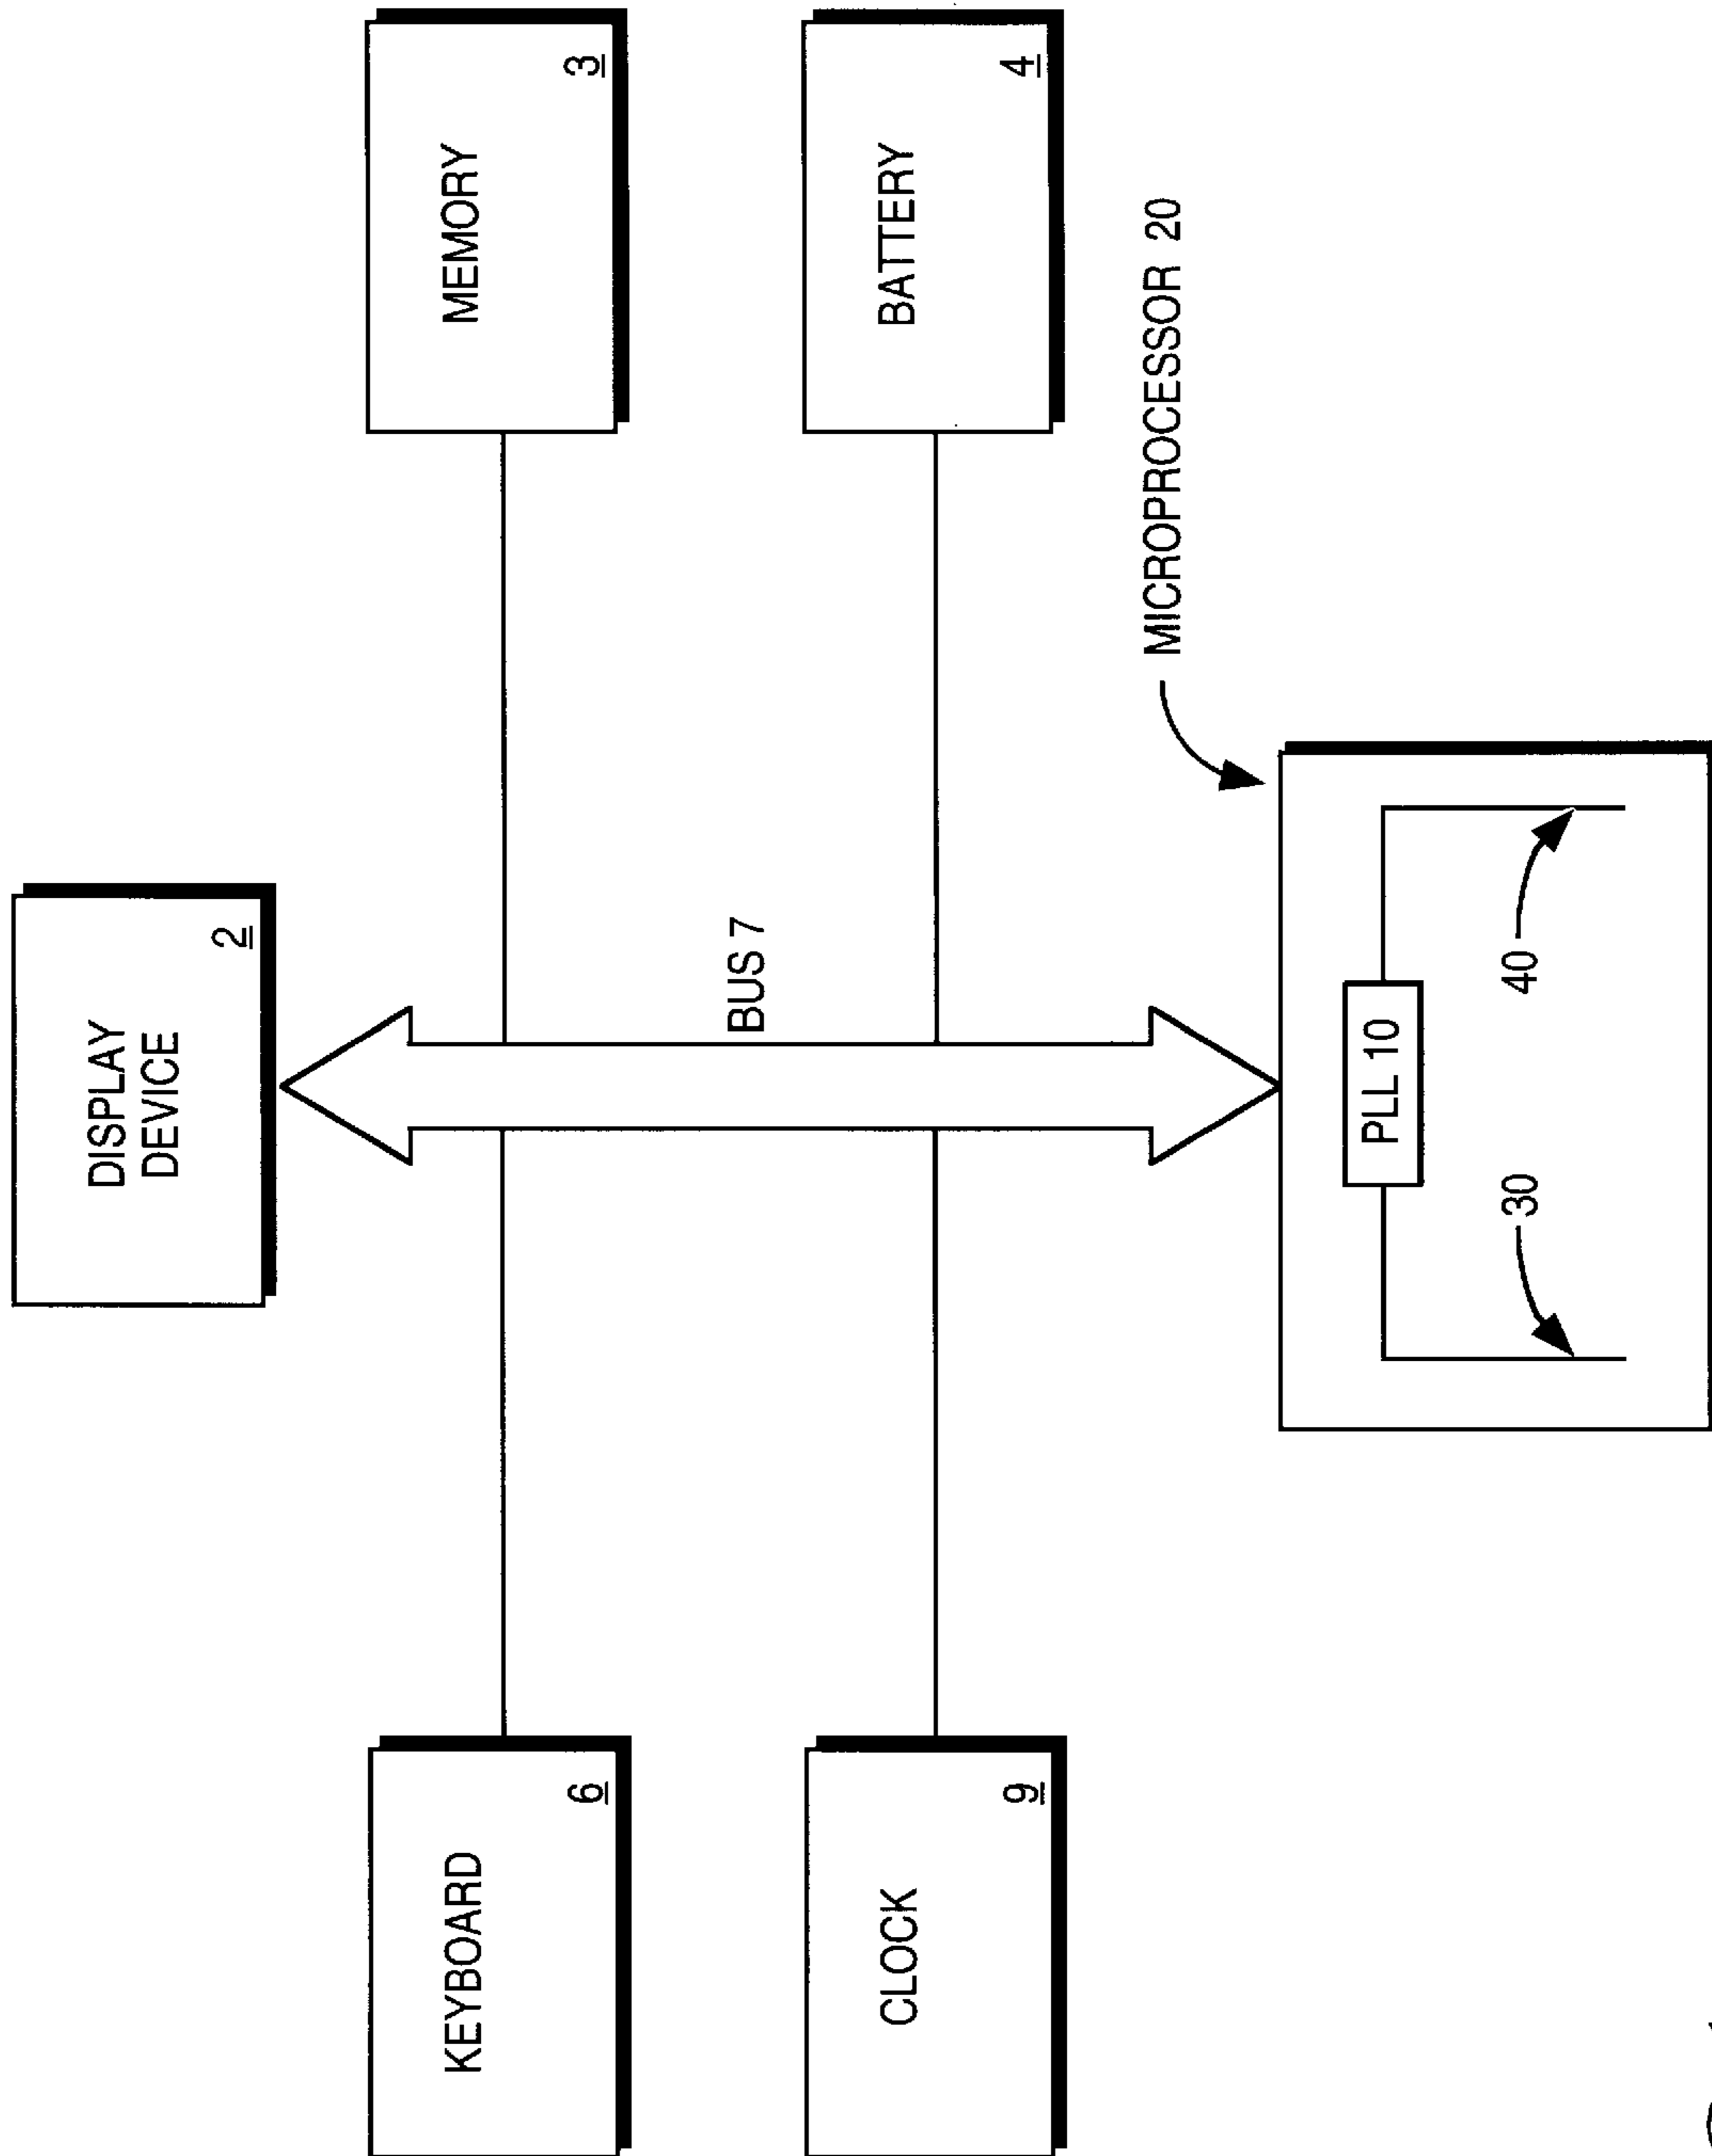 DISPLAY
DEVICE
2
KEYBOARD
6
MEMORY
3
BUS 7
CLOCK
9
BATTERY
4
MICROPROCESSOR 20
PLL 10
30
40